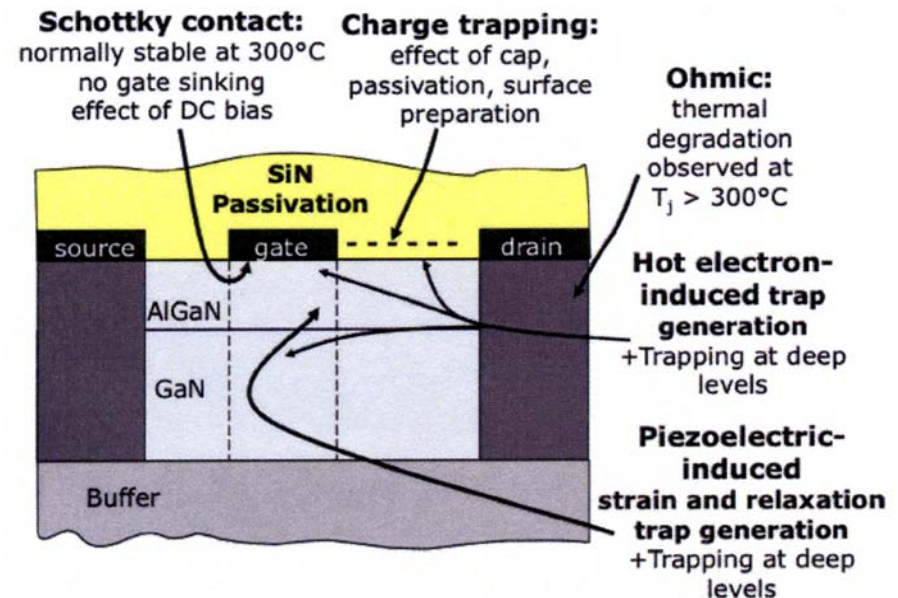 Schottky contact:
normally stable at 300°C
no gate sinking
effect of DC bias
Charge trapping:
effect of cap,
passivation, surface
preparation
Ohmic:
thermal
degradation
observed at
Tj > 300°C
SiN
Passivation
source
gate
drain
AlGaN
GaN
Buffer
Hot electron-
induced trap
generation
+Trapping at deep
levels
Piezoelectric-
induced
strain and relaxation
trap generation
+Trapping at deep
levels